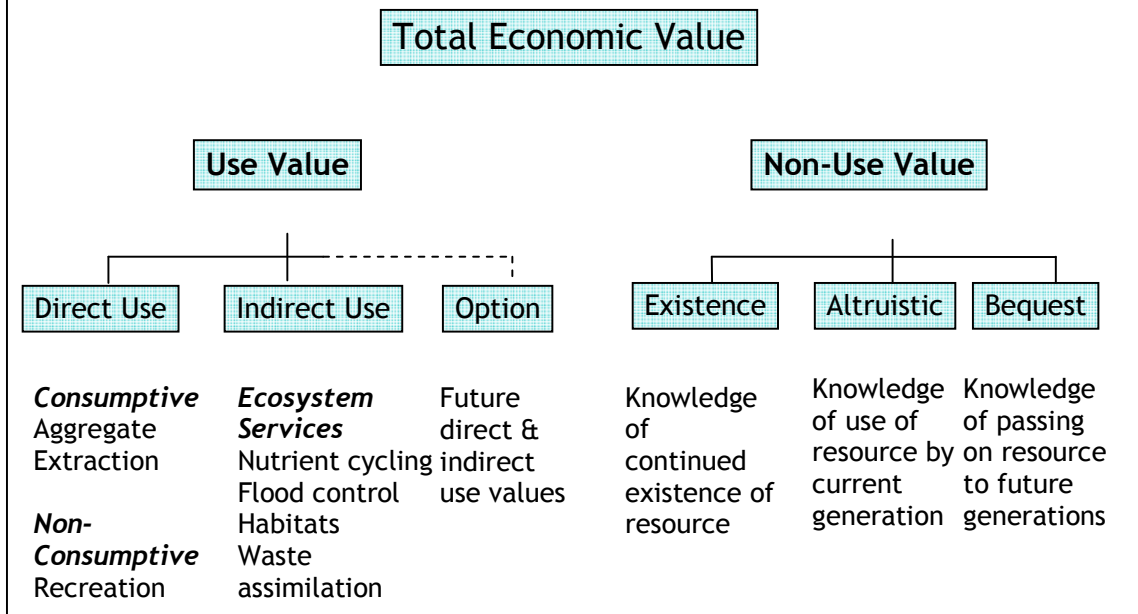 Total Economic Value
Use Value
Non-Use Value
Direct Use
Indirect Use
Option
Existence
Altruistic
Bequest
Consumptive
Aggregate
Extraction
Non-
Consumptive
Recreation
Ecosystem
Services
Nutrient cycling
Flood control
Habitats
Waste
assimilation
Future
direct &
indirect
use values
Knowledge
of
continued
existence of
resource
Knowledge
of use of
resource by
current
generation
Knowledge
of passing
on resource
to future
generations